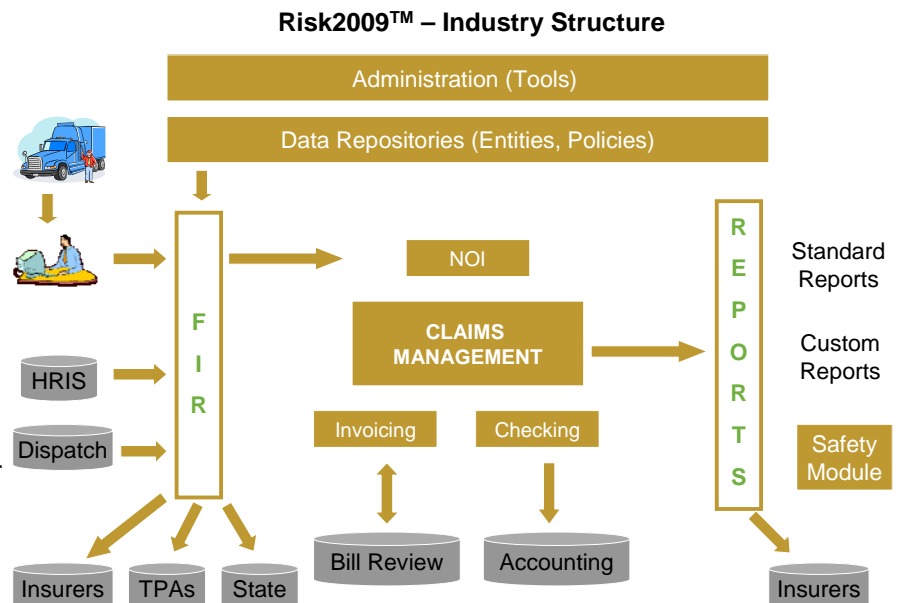 Risk2009TM – Industry Structure
Administration (Tools)
Data Repositories (Entities, Policies)
F
I
R
NOI
CLAIMS
MANAGEMENT
Invoicing
Checking
HRIS
Dispatch
R
E
P
O
R
T
S
Standard
Reports
Custom
Reports
Safety
Module
Insurers
TPAs
State
Bill Review
Accounting
Insurers